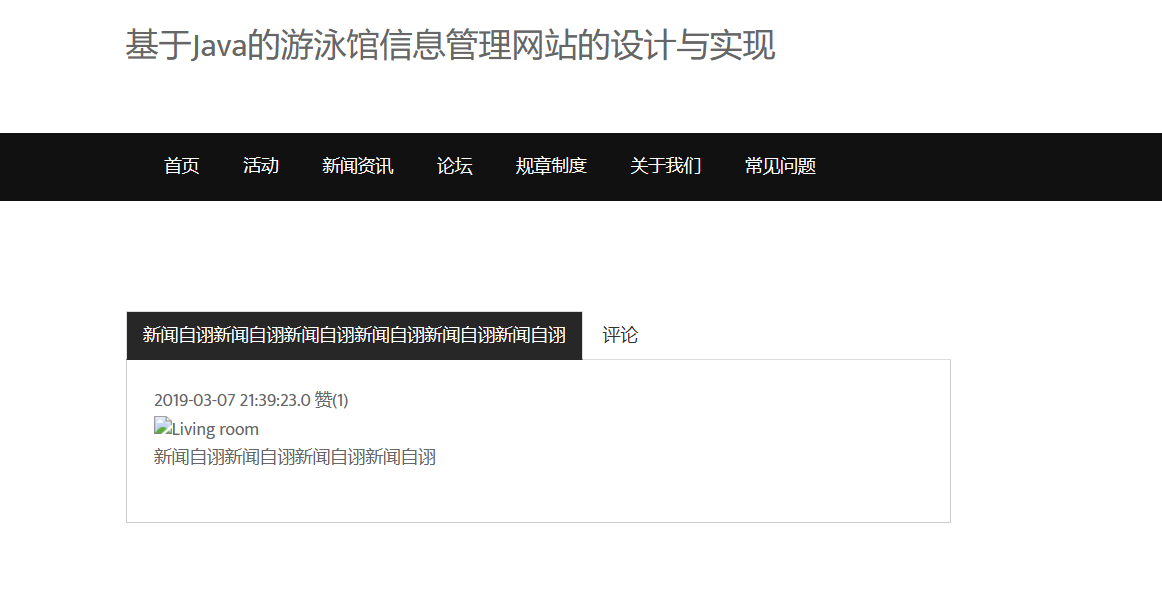 基于Java的游泳馆信息管理网站的设计与实现
首页 活动 新闻资讯 论坛 规章制度 关于我们 常见问题
新闻自诩新闻自诩新闻自诩新闻自诩新闻自诩新闻自诩 评论
2019-03-07 21:39:23.0 赞(1)
Living room
新闻自诩新闻自诩新闻自诩新闻自诩